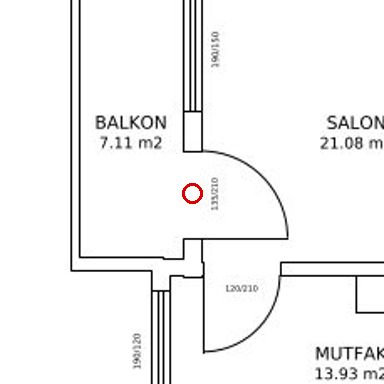 190/150
BALKON
7.11 m2
SALON
21.08 m
135/210
120/210
190/120
MUTFAK
13.93 m2